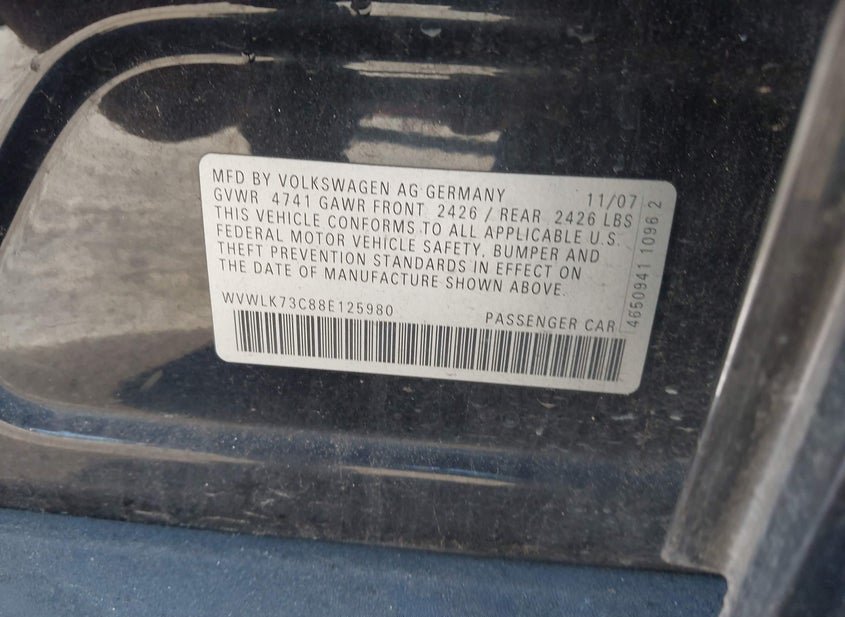 MFD BY VOLKSWAGEN AG GERMANY 11/07
GVWR 4741 GAWR FRONT 2426 / REAR 2426 LBS
THIS VEHICLE CONFORMS TO ALL APPLICABLE U.S.
FEDERAL MOTOR VEHICLE SAFETY, BUMPER AND
THEFT PREVENTION STANDARDS IN EFFECT ON
THE DATE OF MANUFACTURE SHOWN ABOVE.
WVWLK73C88E125980 PASSENGER CAR
4650941 1096 2